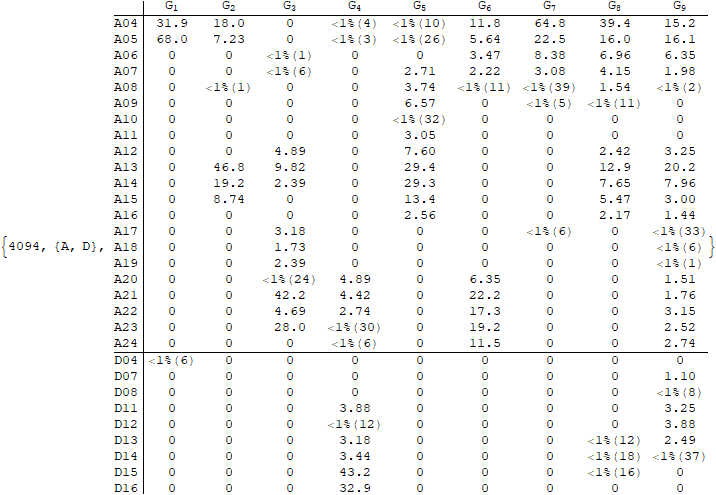 G1 G2 G3 G4 G5 G6 G7 G8 G9
A04 31.9 18.0 0 <1%(4) <1%(10) 11.8 64.8 39.4 15.2
A05 68.0 7.23 0 <1%(3) <1%(26) 5.64 22.5 16.0 16.1
A06 0 0 <1%(1) 0 0 3.47 8.38 6.96 6.35
A07 0 0 <1%(6) 0 2.71 2.22 3.08 4.15 1.98
A08 0 <1%(1) 0 0 3.74 <1%(11) <1%(39) 1.54 <1%(2)
A09 0 0 0 0 6.57 0 <1%(5) <1%(11) 0
A10 0 0 0 0 <1%(32) 0 0 0 0
A11 0 0 0 0 3.05 0 0 0 0
A12 0 0 4.89 0 7.60 0 0 2.42 3.25
A13 0 46.8 9.82 0 29.4 0 0 12.9 20.2
A14 0 19.2 2.39 0 29.3 0 0 7.65 7.96
A15 0 8.74 0 0 13.4 0 0 5.47 3.00
A16 0 0 0 0 2.56 0 0 2.17 1.44
A17 0 0 3.18 0 0 0 <1%(6) 0 <1%(33)
{4094, {A, D}, A18 0 0 1.73 0 0 0 0 0 <1%(6) }
A19 0 0 2.39 0 0 0 0 0 <1%(1)
A20 0 0 <1%(24) 4.89 0 6.35 0 0 1.51
A21 0 0 42.2 4.42 0 22.2 0 0 1.76
A22 0 0 4.69 2.74 0 17.3 0 0 3.15
A23 0 0 28.0 <1%(30) 0 19.2 0 0 2.52
A24 0 0 0 <1%(6) 0 11.5 0 0 2.74
D04 <1%(6) 0 0 0 0 0 0 0 0
D07 0 0 0 0 0 0 0 0 1.10
D08 0 0 0 0 0 0 0 0 <1%(8)
D11 0 0 0 3.88 0 0 0 0 3.25
D12 0 0 0 <1%(12) 0 0 0 0 3.88
D13 0 0 0 3.18 0 0 0 <1%(12) 2.49
D14 0 0 0 3.44 0 0 0 <1%(18) <1%(37)
D15 0 0 0 43.2 0 0 0 <1%(16) 0
D16 0 0 0 32.9 0 0 0 0 0